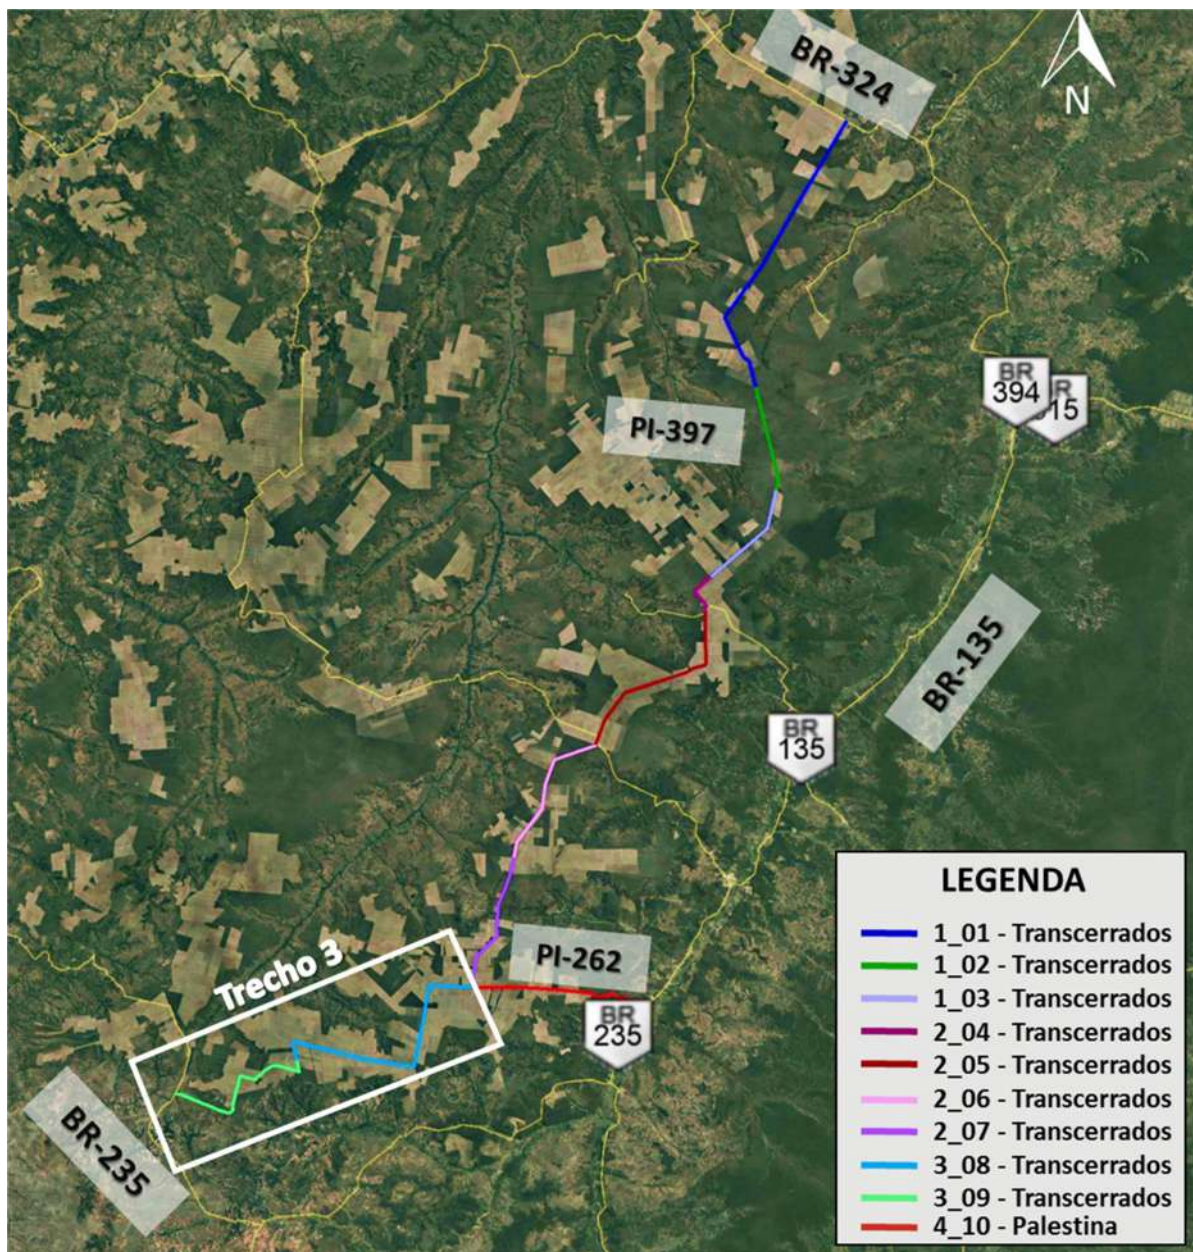 BR-324
N
BR
394
BR
PI-397
BR-135
BR
135
PI-262
Trecho 3
BR
235
BR-235
LEGENDA
1_01 - Transcerrados
1_02 - Transcerrados
1_03 - Transcerrados
2_04 - Transcerrados
2_05 - Transcerrados
2_06 - Transcerrados
2_07 - Transcerrados
3_08 - Transcerrados
3_09 - Transcerrados
4_10 - Palestina